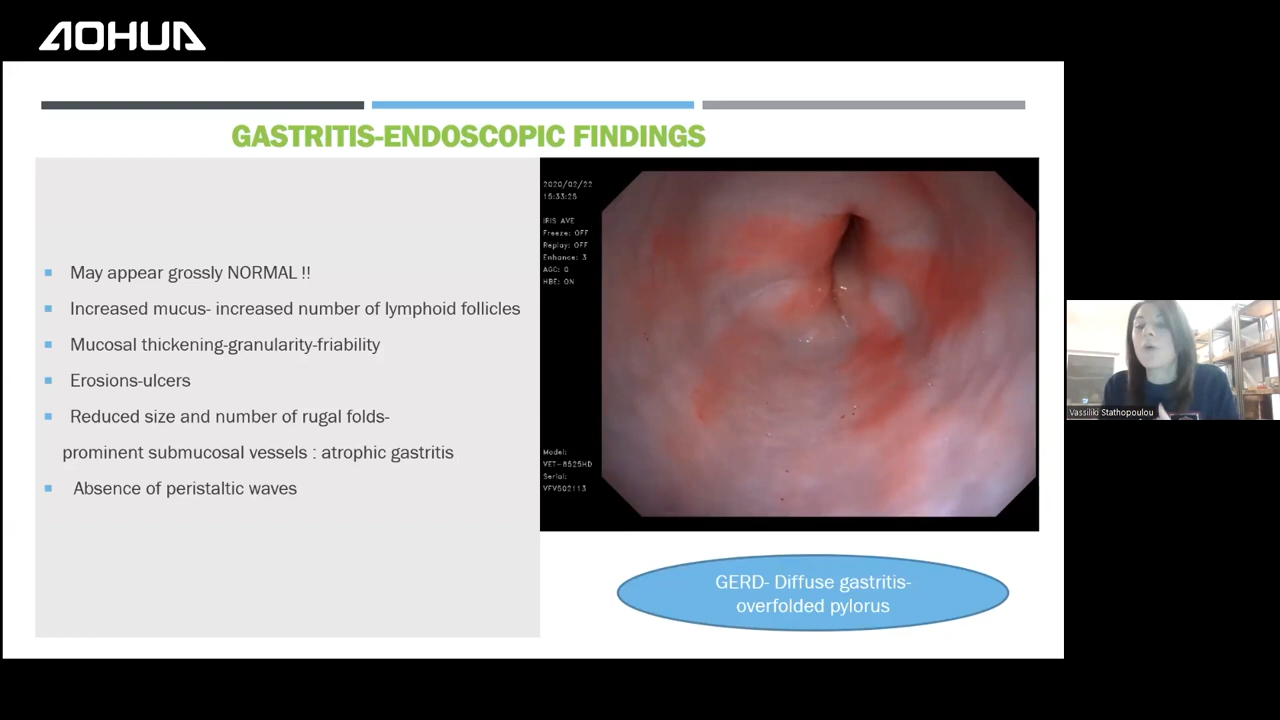 AOHUA
GASTRITIS-ENDOSCOPIC FINDINGS
May appear grossly NORMAL !!
Increased mucus- increased number of lymphoid follicles
Mucosal thickening-granularity-friability
Erosions-ulcers
Reduced size and number of rugal folds-
prominent submucosal vessels : atrophic gastritis
Absence of peristaltic waves
2020/02/22
15:33:25
IRIS AVE
Freeze: OFF
Replay: OFF
Enhance: 3
AGC: 0
HBE: ON
Model:
VET-8525HD
Serial:
VFV502113
GERD- Diffuse gastritis-
overfolded pylorus
Vassiliki Stathopoulou